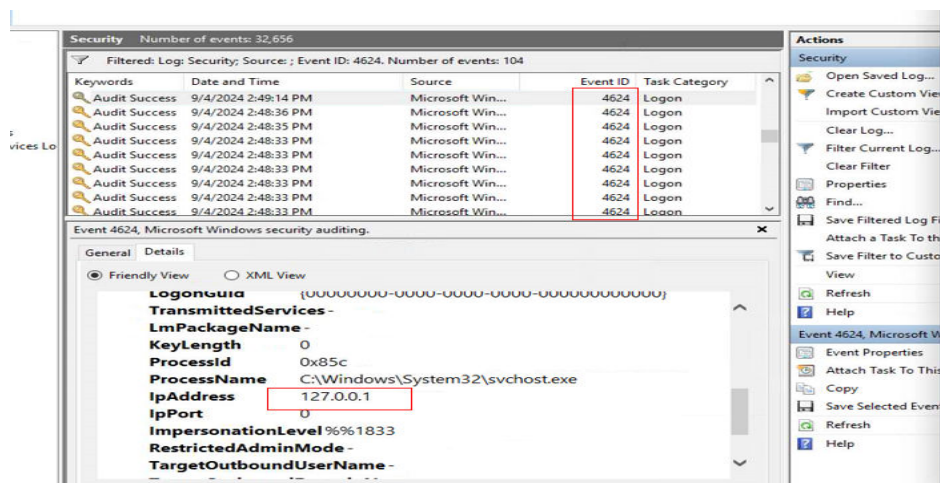 Security Number of events: 32,656
Filtered: Log: Security; Source: ; Event ID: 4624. Number of events: 104
Keywords Date and Time Source Event ID Task Category
Audit Success 9/4/2024 2:49:14 PM Microsoft Win... 4624 Logon
Audit Success 9/4/2024 2:48:36 PM Microsoft Win... 4624 Logon
Audit Success 9/4/2024 2:48:35 PM Microsoft Win... 4624 Logon
Audit Success 9/4/2024 2:48:33 PM Microsoft Win... 4624 Logon
Audit Success 9/4/2024 2:48:33 PM Microsoft Win... 4624 Logon
Audit Success 9/4/2024 2:48:33 PM Microsoft Win... 4624 Logon
Audit Success 9/4/2024 2:48:33 PM Microsoft Win... 4624 Logon
Audit Success 9/4/2024 2:48:33 PM Microsoft Win... 4624 Logon
Audit Success 9/4/2024 2:48:33 PM Microsoft Win... 4624 Logon
vices Lo
Event 4624, Microsoft Windows security auditing.
General Details
Friendly View XML View
LogonGuid {00000000-0000-0000-0000-000000000000}
TransmittedServices -
LmPackageName -
KeyLength 0
ProcessId 0x85c
ProcessName C:\Windows\System32\svchost.exe
IpAddress 127.0.0.1
IpPort 0
ImpersonationLevel %%1833
RestrictedAdminMode -
TargetOutboundUserName -
Actions
Security
Open Saved Log...
Create Custom Vie
Import Custom Vie
Clear Log...
Filter Current Log...
Clear Filter
Properties
Find...
Save Filtered Log Fi
Attach a Task To th
Save Filter to Custo
View
Refresh
Help
Event 4624, Microsoft W
Event Properties
Attach Task To This
Copy
Save Selected Even
Refresh
Help